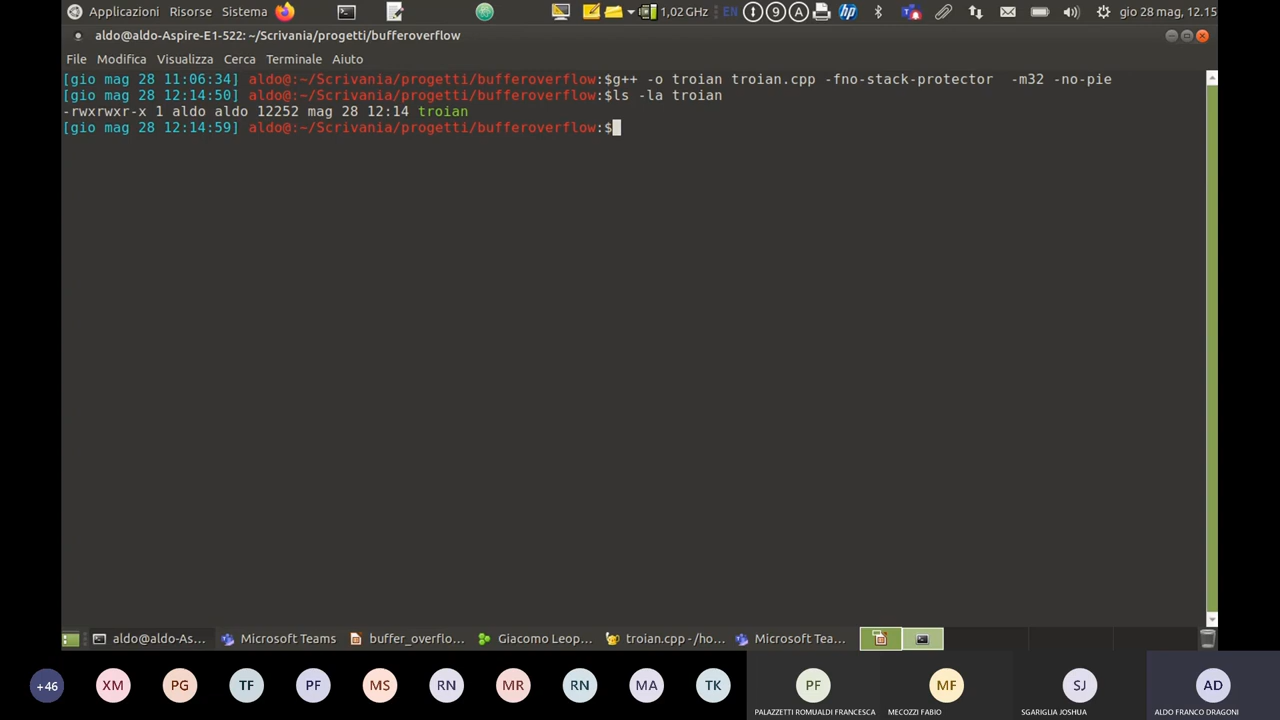 Applicazioni Risorse Sistema 1,02 GHz EN 9 A hp gio 28 mag, 12.15
aldo@aldo-Aspire-E1-522: ~/Scrivania/progetti/bufferoverflow
File Modifica Visualizza Cerca Terminale Aiuto
[gio mag 28 11:06:34] aldo@:~/Scrivania/progetti/bufferoverflow:$g++ -o troian troian.cpp -fno-stack-protector -m32 -no-pie
[gio mag 28 12:14:50] aldo@:~/Scrivania/progetti/bufferoverflow:$ls -la troian
-rwxrwxr-x 1 aldo aldo 12252 mag 28 12:14 troian
[gio mag 28 12:14:59] aldo@:~/Scrivania/progetti/bufferoverflow:$
aldo@aldo-As... Microsoft Teams buffer_overflo... Giacomo Leop... troian.cpp -/ho... Microsoft Tea...
+46 XM PG TF PF MS RN MR RN MA TK PF MF SJ AD
PALAZZETTI ROMUALDI FRANCESCA MECOZZI FABIO SGARIGLIA JOSHUA ALDO FRANCO DRAGONI